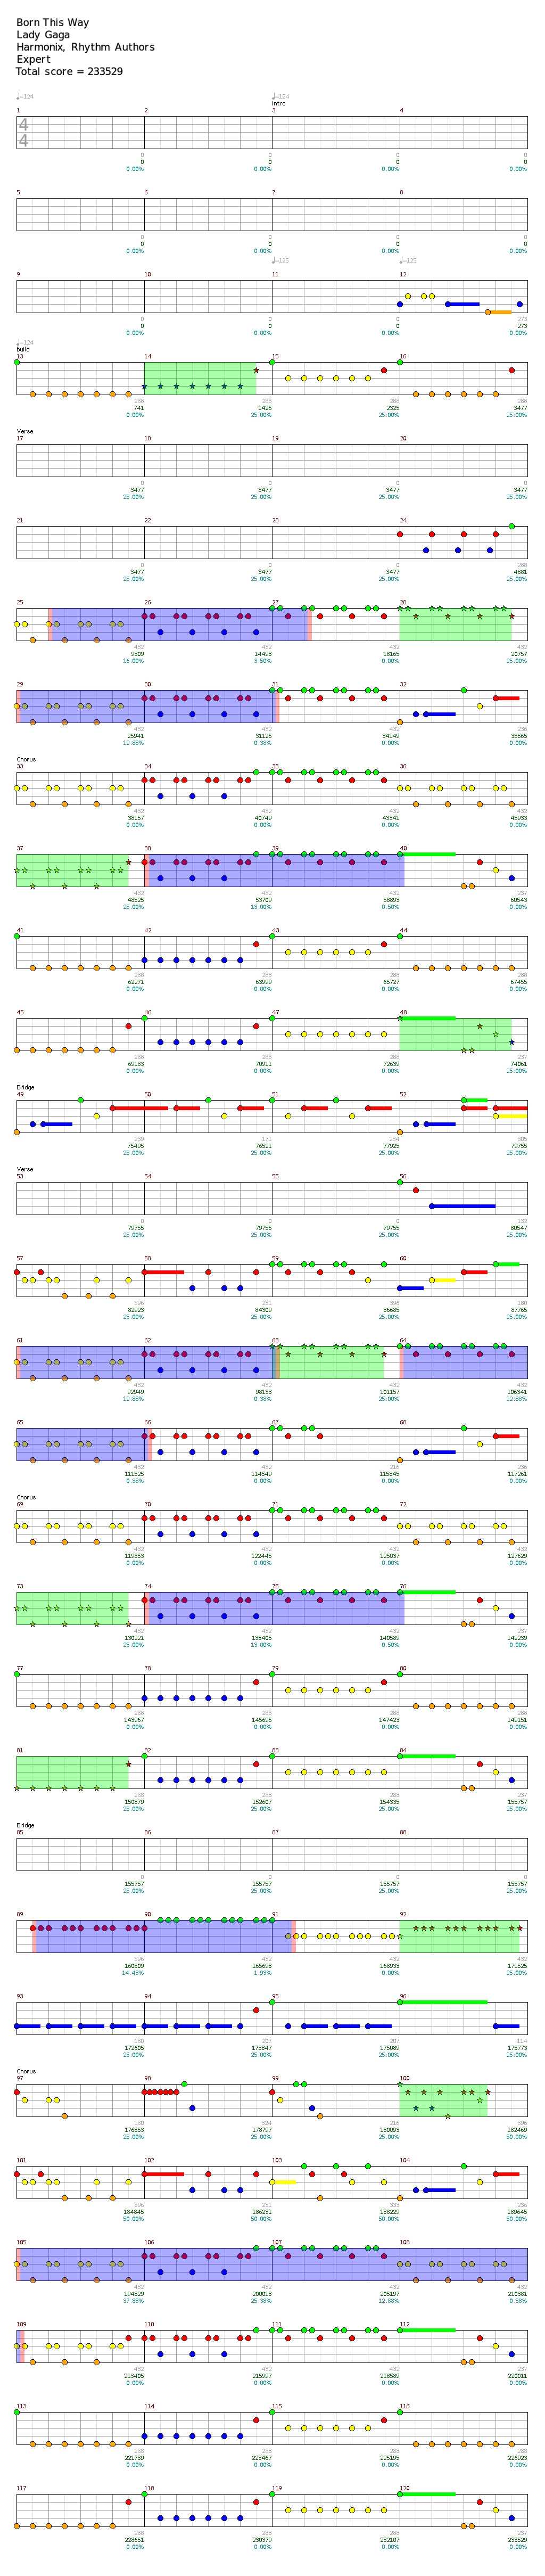 Born This Way
Lady Gaga
Harmonix, Rhythm Authors
Expert
Total score = 233529
♩=124 ♩=124
Intro
1 2 3 4
4
4
0 0 0 0
0 0 0 0
0.00% 0.00% 0.00% 0.00%
5 6 7 8
0 0 0 0
0 0 0 0
0.00% 0.00% 0.00% 0.00%
♩=125 ♩=125
9 10 11 12
0 0 0 273
0 0 0 273
0.00% 0.00% 0.00% 0.00%
♩=124
build
13 14 15 16
288 288 288 288
741 1425 2325 3477
0.00% 25.00% 25.00% 25.00%
Verse
17 18 19 20
0 0 0 0
3477 3477 3477 3477
25.00% 25.00% 25.00% 25.00%
21 22 23 24
0 0 0 288
3477 3477 3477 4881
25.00% 25.00% 25.00% 25.00%
25 26 27 28
432 432 432 432
9309 14493 18165 20757
16.00% 3.50% 0.00% 25.00%
29 30 31 32
432 432 432 236
25941 31125 34149 35565
12.88% 0.38% 0.00% 0.00%
Chorus
33 34 35 36
432 432 432 432
38157 40749 43341 45933
0.00% 0.00% 0.00% 0.00%
37 38 39 40
432 432 432 237
48525 53709 58893 60543
25.00% 13.00% 0.50% 0.00%
41 42 43 44
288 288 288 288
62271 63999 65727 67455
0.00% 0.00% 0.00% 0.00%
45 46 47 48
288 288 288 237
69183 70911 72639 74061
0.00% 0.00% 0.00% 25.00%
Bridge
49 50 51 52
239 171 234 305
75495 76521 77925 79755
25.00% 25.00% 25.00% 25.00%
Verse
53 54 55 56
0 0 0 132
79755 79755 79755 80547
25.00% 25.00% 25.00% 25.00%
57 58 59 60
396 231 396 180
82923 84309 86685 87765
25.00% 25.00% 25.00% 25.00%
61 62 63 64
432 432 432 432
92949 98133 101157 106341
12.88% 0.38% 25.00% 12.88%
65 66 67 68
432 432 216 236
111525 114549 115845 117261
0.38% 0.00% 0.00% 0.00%
Chorus
69 70 71 72
432 432 432 432
119853 122445 125037 127629
0.00% 0.00% 0.00% 0.00%
73 74 75 76
432 432 432 237
130221 135405 140589 142239
25.00% 13.00% 0.50% 0.00%
77 78 79 80
288 288 288 288
143967 145695 147423 149151
0.00% 0.00% 0.00% 0.00%
81 82 83 84
288 288 288 237
150879 152607 154335 155757
25.00% 25.00% 25.00% 25.00%
Bridge
85 86 87 88
0 0 0 0
155757 155757 155757 155757
25.00% 25.00% 25.00% 25.00%
89 90 91 92
396 432 432 432
160509 165693 168933 171525
14.43% 1.93% 0.00% 25.00%
93 94 95 96
180 207 207 114
172605 173847 175089 175773
25.00% 25.00% 25.00% 25.00%
Chorus
97 98 99 100
180 324 216 396
176853 178797 180093 182469
25.00% 25.00% 25.00% 50.00%
101 102 103 104
396 231 333 236
184845 186231 188229 189645
50.00% 50.00% 50.00% 50.00%
105 106 107 108
432 432 432 432
194829 200013 205197 210381
37.88% 25.38% 12.88% 0.38%
109 110 111 112
432 432 432 237
213405 215997 218589 220011
0.00% 0.00% 0.00% 0.00%
113 114 115 116
288 288 288 288
221739 223467 225195 226923
0.00% 0.00% 0.00% 0.00%
117 118 119 120
288 288 288 237
228651 230379 232107 233529
0.00% 0.00% 0.00% 0.00%